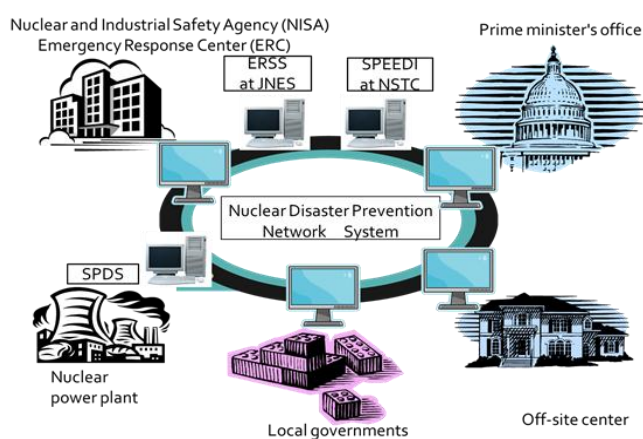 Nuclear and Industrial Safety Agency (NISA)
Emergency Response Center (ERC)
Prime minister's office
ERSS
at JNES
SPEEDI
at NSTC
Nuclear Disaster Prevention
Network System
SPDS
Nuclear
power plant
Local governments
Off-site center